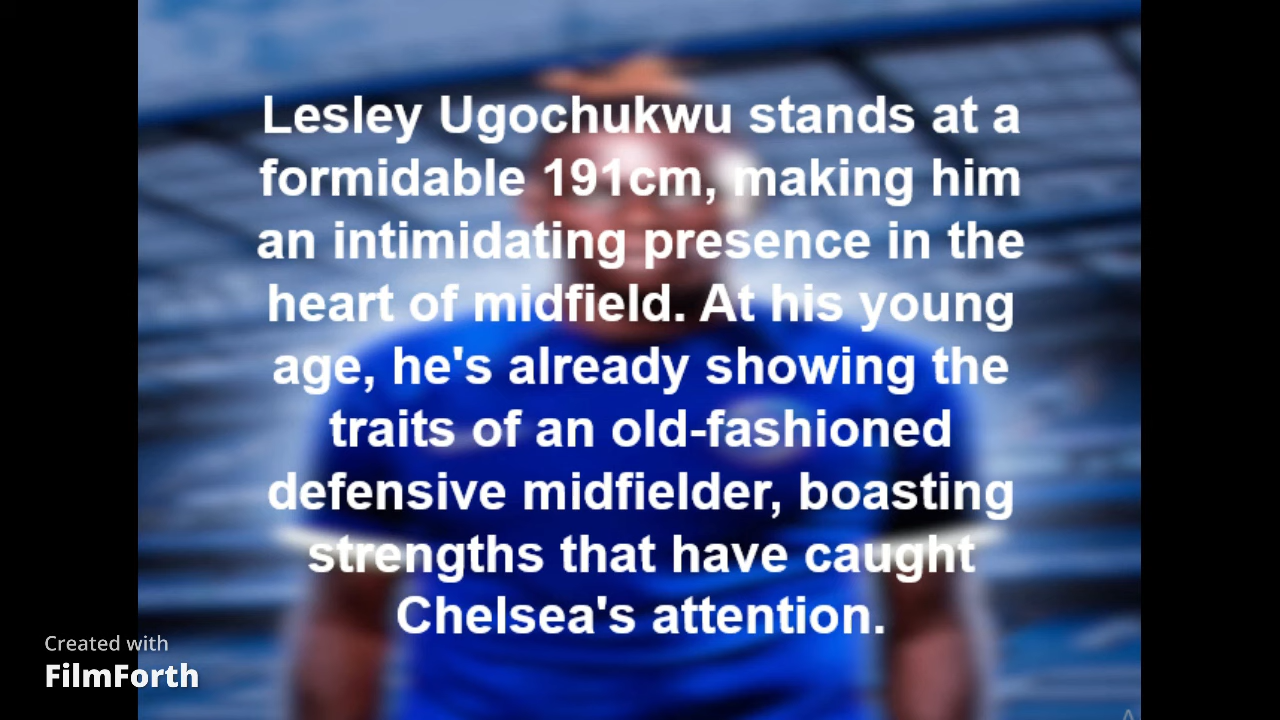 Lesley Ugochukwu stands at a
formidable 191cm, making him
an intimidating presence in the
heart of midfield. At his young
age, he's already showing the
traits of an old-fashioned
defensive midfielder, boasting
strengths that have caught
Chelsea's attention.
Created with
FilmForth